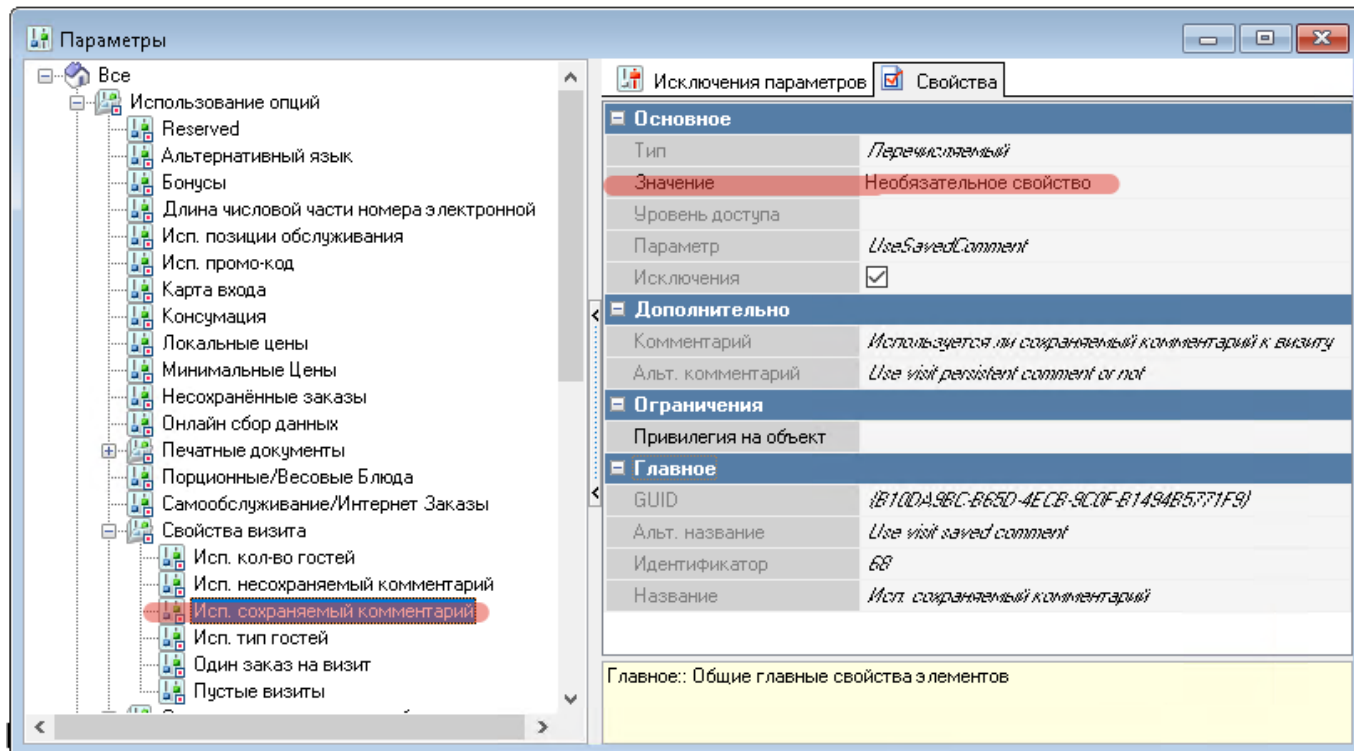 Параметры
Все
Использование опций
Reserved
Альтернативный язык
Бонусы
Длина числовой части номера электронной
Исп. позиции обслуживания
Исп. промо-код
Карта входа
Консумация
Локальные цены
Минимальные Цены
Несохранённые заказы
Онлайн сбор данных
Печатные документы
Порционные/Весовые Блюда
Самообслуживание/Интернет Заказы
Свойства визита
Исп. кол-во гостей
Исп. несохраняемый комментарий
Исп. сохраняемый комментарий
Исп. тип гостей
Один заказ на визит
Пустые визиты
Исключения параметров Свойства
Основное
Тип Перечисляемый
Значение Необязательное свойство
Уровень доступа
Параметр UseSavedComment
Исключения
Дополнительно
Комментарий Используется ли сохраняемый комментарий к визиту
Альт. комментарий Use visit persistent comment or not
Ограничения
Привилегия на объект
Главное
GUID {B10DA9BC-B65D-4ECB-9C0F-B1494B5771F9}
Альт. название Use visit saved comment
Идентификатор 68
Название Исп. сохраняемый комментарий
Главное:: Общие главные свойства элементов